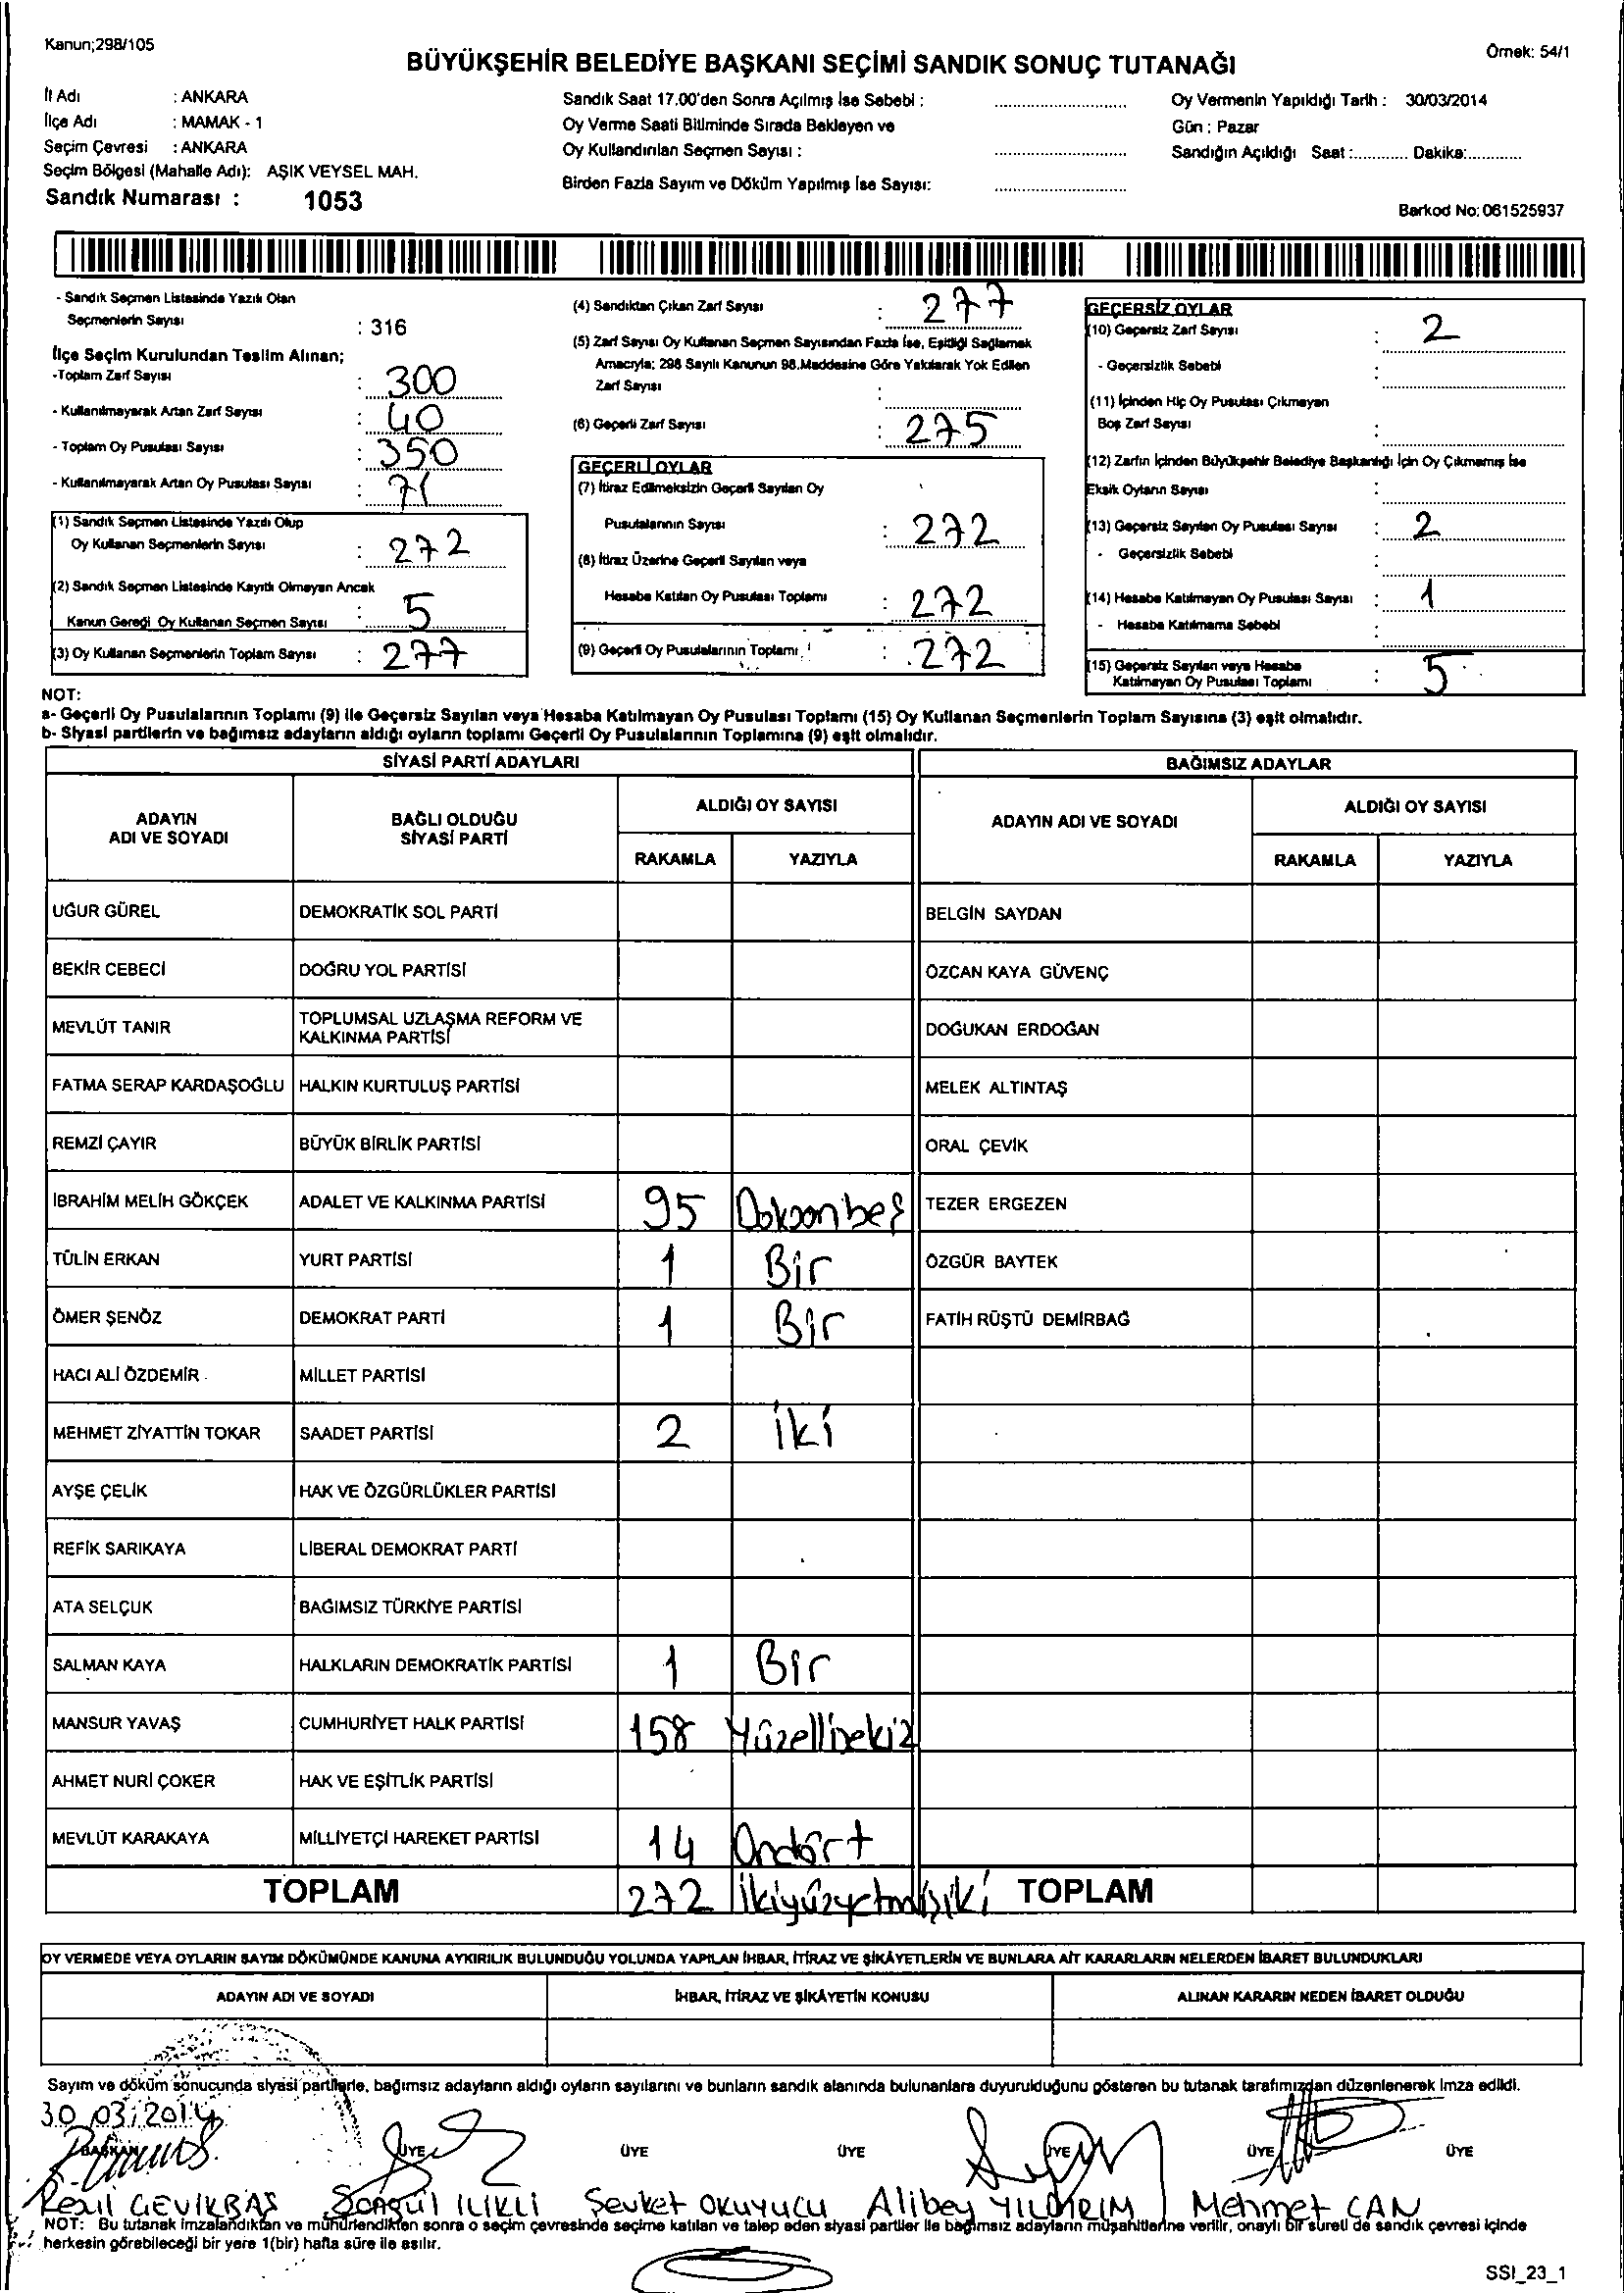 Kanun;298/105
Örnek: 54/1
BÜYÜKŞEHİR BELEDİYE BAŞKANI SEÇİMİ SANDIK SONUÇ TUTANAĞI
İl Adı : ANKARA
İlçe Adı : MAMAK - 1
Seçim Çevresi : ANKARA
Seçim Bölgesi (Mahalle Adı): AŞIK VEYSEL MAH.
Sandık Numarası : 1053
Sandık Saat 17.00'den Sonra Açılmış İse Sebebi :
Oy Verme Saati Bitiminde Sırada Bekleyen ve
Oy Kullandırılan Seçmen Sayısı :
Birden Fazla Sayım ve Döküm Yapılmış İse Sayısı:
Oy Vermenin Yapıldığı Tarih : 30/03/2014
Gün : Pazar
Sandığın Açıldığı Saat :............ Dakika:............
Barkod No: 061525937
- Sandık Seçmen Listesinde Yazılı Olan
Seçmenlerin Sayısı : 316
İlçe Seçim Kurulundan Teslim Alınan;
-Toplam Zarf Sayısı : 300
- Kullanılmayarak Artan Zarf Sayısı : 40
- Toplam Oy Pusulası Sayısı : 350
- Kullanılmayarak Artan Oy Pusulası Sayısı : 71
(1) Sandık Seçmen Listesinde Yazılı Olup
Oy Kullanan Seçmenlerin Sayısı : 272
(2) Sandık Seçmen Listesinde Kayıtlı Olmayan Ancak
Kanun Gereği Oy Kullanan Seçmen Sayısı : 5
(3) Oy Kullanan Seçmenlerin Toplam Sayısı : 277
(4) Sandıktan Çıkan Zarf Sayısı : 277
(5) Zarf Sayısı Oy Kullanan Seçmen Sayısından Fazla İse, Eşitliği Sağlamak
Amacıyla; 298 Sayılı Kanunun 98.Maddesine Göre Yakılarak Yok Edilen
Zarf Sayısı :
(6) Geçerli Zarf Sayısı : 275
GEÇERLİ OYLAR
(7) İtiraz Edilmeksizin Geçerli Sayılan Oy
Pusulalarının Sayısı : 272
(8) İtiraz Üzerine Geçerli Sayılan veya
Hesaba Katılan Oy Pusulası Toplamı : 272
(9) Geçerli Oy Pusulalarının Toplamı : 272
GEÇERSİZ OYLAR
(10) Geçersiz Zarf Sayısı : 2
- Geçersizlik Sebebi :
(11) İçinden Hiç Oy Pusulası Çıkmayan
Boş Zarf Sayısı :
(12) Zarfın İçinden Büyükşehir Belediye Başkanlığı İçin Oy Çıkmamış İse
Eksik Oyların Sayısı :
(13) Geçersiz Sayılan Oy Pusulası Sayısı : 2
- Geçersizlik Sebebi :
(14) Hesaba Katılmayan Oy Pusulası Sayısı : 1
- Hesaba Katılmama Sebebi :
(15) Geçersiz Sayılan veya Hesaba
Katılmayan Oy Pusulası Toplamı : 5
NOT:
a- Geçerli Oy Pusulalarının Toplamı (9) ile Geçersiz Sayılan veya Hesaba Katılmayan Oy Pusulası Toplamı (15) Oy Kullanan Seçmenlerin Toplam Sayısına (3) eşit olmalıdır.
b- Siyasi partilerin ve bağımsız adayların aldığı oyların toplamı Geçerli Oy Pusulalarının Toplamına (9) eşit olmalıdır.
SİYASİ PARTİ ADAYLARI
BAĞIMSIZ ADAYLAR
ADAYIN ADI VE SOYADI
BAĞLI OLDUĞU SİYASİ PARTİ
ALDIĞI OY SAYISI
RAKAMLA YAZIYLA
ADAYIN ADI VE SOYADI
ALDIĞI OY SAYISI
RAKAMLA YAZIYLA
UĞUR GÜREL DEMOKRATİK SOL PARTİ BELGİN SAYDAN
BEKİR CEBECİ DOĞRU YOL PARTİSİ ÖZCAN KAYA GÜVENÇ
MEVLÜT TANIR TOPLUMSAL UZLAŞMA REFORM VE KALKINMA PARTİSİ DOĞUKAN ERDOĞAN
FATMA SERAP KARDAŞOĞLU HALKIN KURTULUŞ PARTİSİ MELEK ALTINTAŞ
REMZİ ÇAYIR BÜYÜK BİRLİK PARTİSİ ORAL ÇEVİK
İBRAHİM MELİH GÖKÇEK ADALET VE KALKINMA PARTİSİ 95 Doksanbeş TEZER ERGEZEN
TÜLİN ERKAN YURT PARTİSİ 1 Bir ÖZGÜR BAYTEK
ÖMER ŞENÖZ DEMOKRAT PARTİ 1 Bir FATİH RÜŞTÜ DEMİRBAĞ
HACI ALİ ÖZDEMİR MİLLET PARTİSİ
MEHMET ZİYATTİN TOKAR SAADET PARTİSİ 2 İki
AYŞE ÇELİK HAK VE ÖZGÜRLÜKLER PARTİSİ
REFİK SARIKAYA LİBERAL DEMOKRAT PARTİ
ATA SELÇUK BAĞIMSIZ TÜRKİYE PARTİSİ
SALMAN KAYA HALKLARIN DEMOKRATİK PARTİSİ 1 Bir
MANSUR YAVAŞ CUMHURİYET HALK PARTİSİ 158 Yüzellisekiz
AHMET NURİ ÇOKER HAK VE EŞİTLİK PARTİSİ
MEVLÜT KARAKAYA MİLLİYETÇİ HAREKET PARTİSİ 14 Ondört
TOPLAM 272 İkiyüzyetmişiki TOPLAM
OY VERMEDE VEYA OYLARIN SAYIM DÖKÜMÜNDE KANUNA AYKIRILIK BULUNDUĞU YOLUNDA YAPILAN İHBAR, İTİRAZ VE ŞİKÂYETLERİN VE BUNLARA AİT KARARLARIN NELERDEN İBARET BULUNDUKLARI
ADAYIN ADI VE SOYADI İHBAR, İTİRAZ VE ŞİKÂYETİN KONUSU ALINAN KARARIN NEDEN İBARET OLDUĞU
Sayım ve döküm sonucunda siyasi partilerle, bağımsız adayların aldığı oyların sayılarını ve bunların sandık alanında bulunanlara duyurulduğunu gösteren bu tutanak tarafımızdan düzenlenerek imza edildi.
30.03.2014
BAŞKAN ÜYE ÜYE ÜYE ÜYE ÜYE ÜYE
Resil ÇEVİKBAŞ Songül ILIKLI Şevket OKUYUCU Alibey YILDIRIM Mehmet CAN
NOT: Bu tutanak imzalandıktan ve mühürlendikten sonra o seçim çevresinde seçime katılan ve talep eden siyasi partiler ile bağımsız adayların müşahitlerine verilir, onaylı bir sureti de sandık çevresi içinde
herkesin görebileceği bir yere 1(bir) hafta süre ile asılır.
SSI_23_1